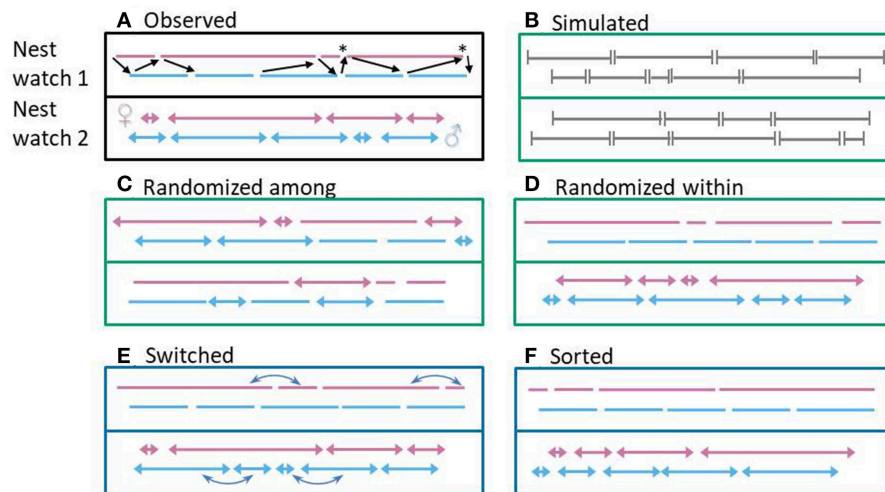 A Observed
B Simulated
Nest
watch 1
*
*
Nest
watch 2
♀
♂
C Randomized among
D Randomized within
E Switched
F Sorted